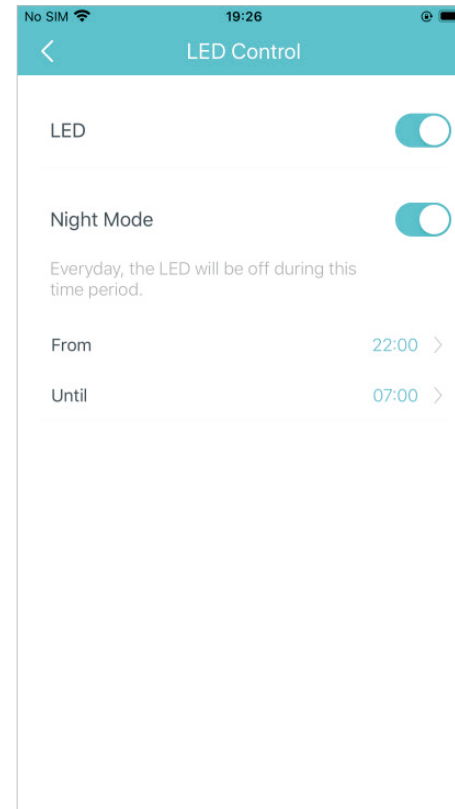 No SIM 19:26
LED Control
LED
Night Mode
Everyday, the LED will be off during this
time period.
From 22:00
Until 07:00